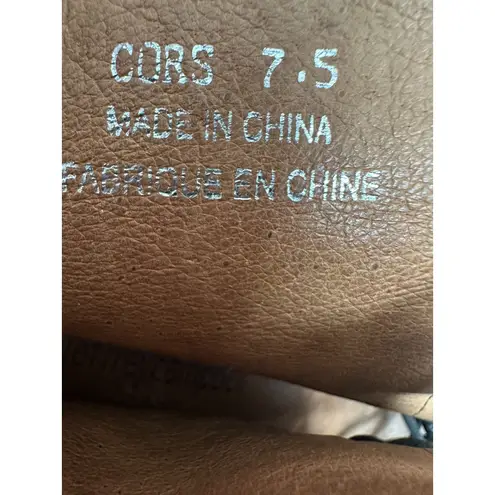 CORS 7.5
MADE IN CHINA
FABRIQUE EN CHINE